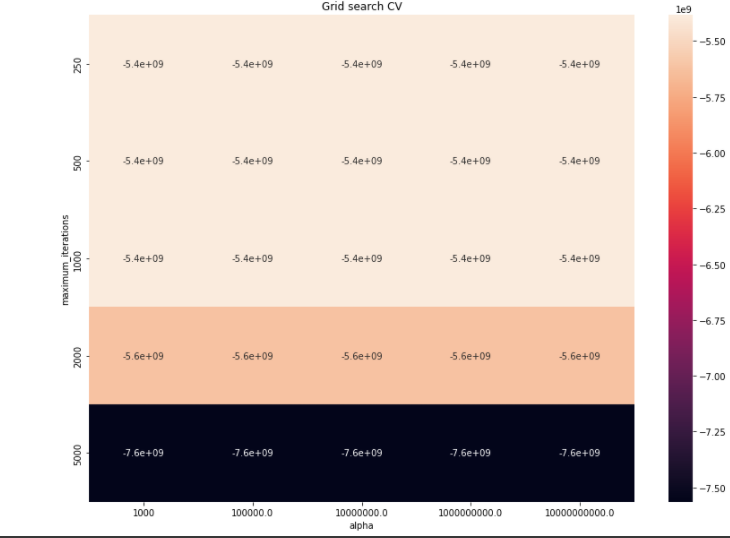 Grid search CV
1e9
250
-5.4e+09 -5.4e+09 -5.4e+09 -5.4e+09 -5.4e+09
500
-5.4e+09 -5.4e+09 -5.4e+09 -5.4e+09 -5.4e+09
maximum_iterations
1000
-5.4e+09 -5.4e+09 -5.4e+09 -5.4e+09 -5.4e+09
2000
-5.6e+09 -5.6e+09 -5.6e+09 -5.6e+09 -5.6e+09
5000
-7.6e+09 -7.6e+09 -7.6e+09 -7.6e+09 -7.6e+09
1000 100000.0 10000000.0 1000000000.0 10000000000.0
alpha
−5.50
−5.75
−6.00
−6.25
−6.50
−6.75
−7.00
−7.25
−7.50